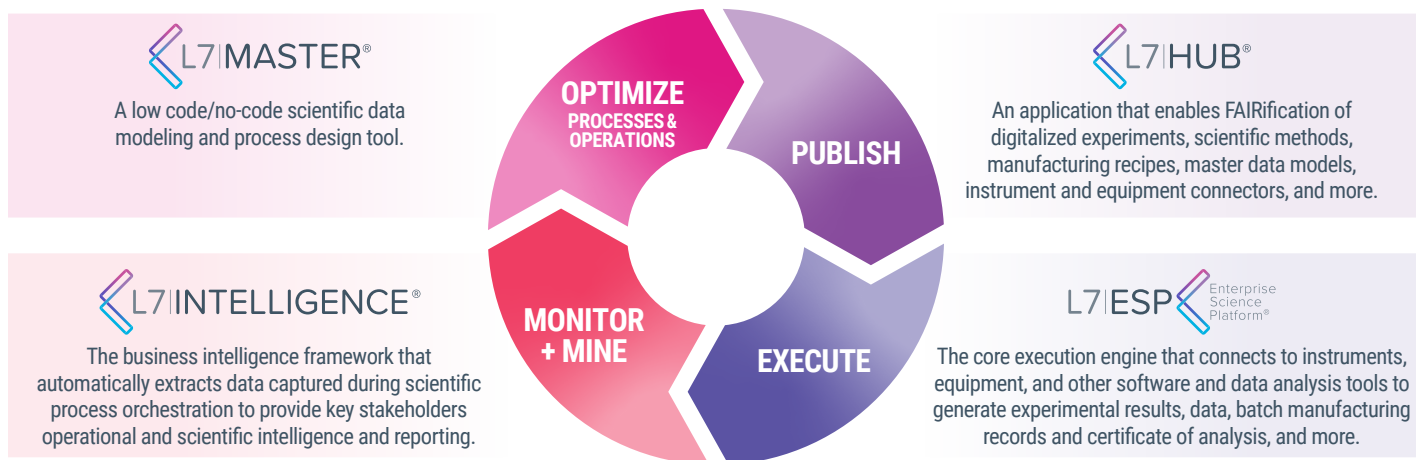 L7|MASTER®
A low code/no-code scientific data
modeling and process design tool.
OPTIMIZE
PROCESSES &
OPERATIONS
PUBLISH
L7|HUB®
An application that enables FAIRification of
digitalized experiments, scientific methods,
manufacturing recipes, master data models,
instrument and equipment connectors, and more.
L7|INTELLIGENCE®
The business intelligence framework that
automatically extracts data captured during scientific
process orchestration to provide key stakeholders
operational and scientific intelligence and reporting.
MONITOR
+ MINE
EXECUTE
L7|ESP
Enterprise
Science
Platform®
The core execution engine that connects to instruments,
equipment, and other software and data analysis tools to
generate experimental results, data, batch manufacturing
records and certificate of analysis, and more.